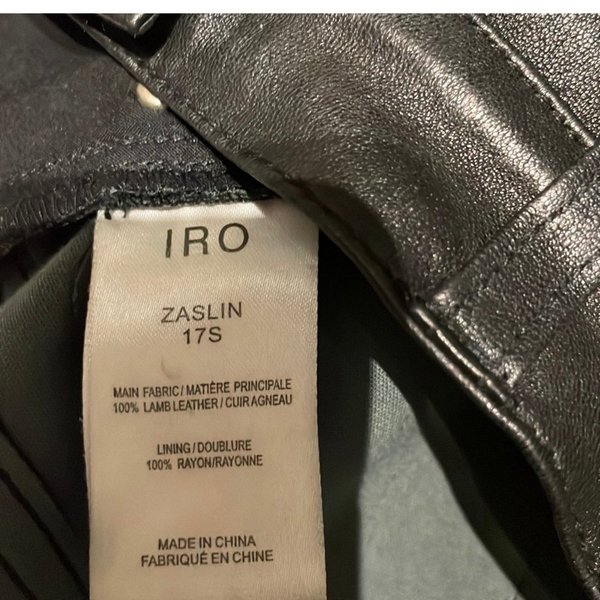 IRO
ZASLIN
17S
MAIN FABRIC/MATIÈRE PRINCIPALE
100% LAMB LEATHER/CUIR AGNEAU
LINING/DOUBLURE
100% RAYON/RAYONNE
MADE IN CHINA
FABRIQUÉ EN CHINE